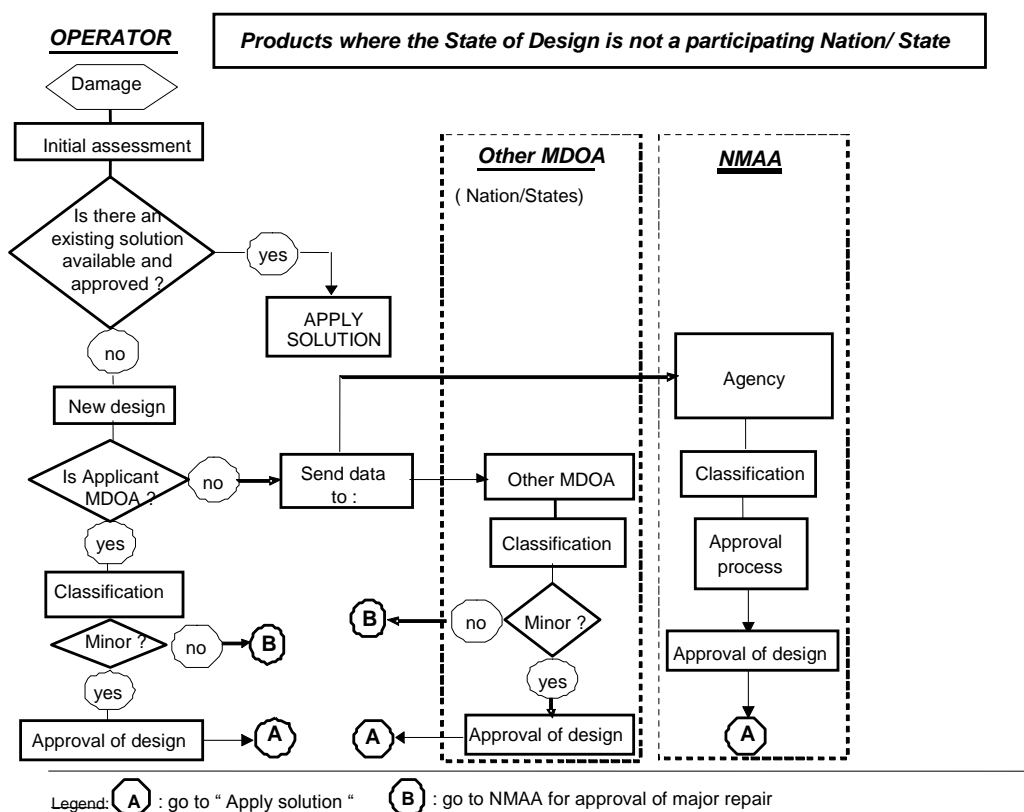 OPERATOR
Products where the State of Design is not a participating Nation/ State
Damage
Initial assessment
Is there an
existing solution
available and
approved ?
yes
APPLY
SOLUTION
no
New design
Is Applicant
MDOA ?
no
Send data
to :
yes
Classification
Minor ?
no
B
yes
Approval of design
A
Other MDOA
( Nation/States)
Other MDOA
Classification
Minor ?
no
B
yes
Approval of design
A
NMAA
Agency
Classification
Approval
process
Approval of design
A
Legend: A : go to “ Apply solution “ B : go to NMAA for approval of major repair